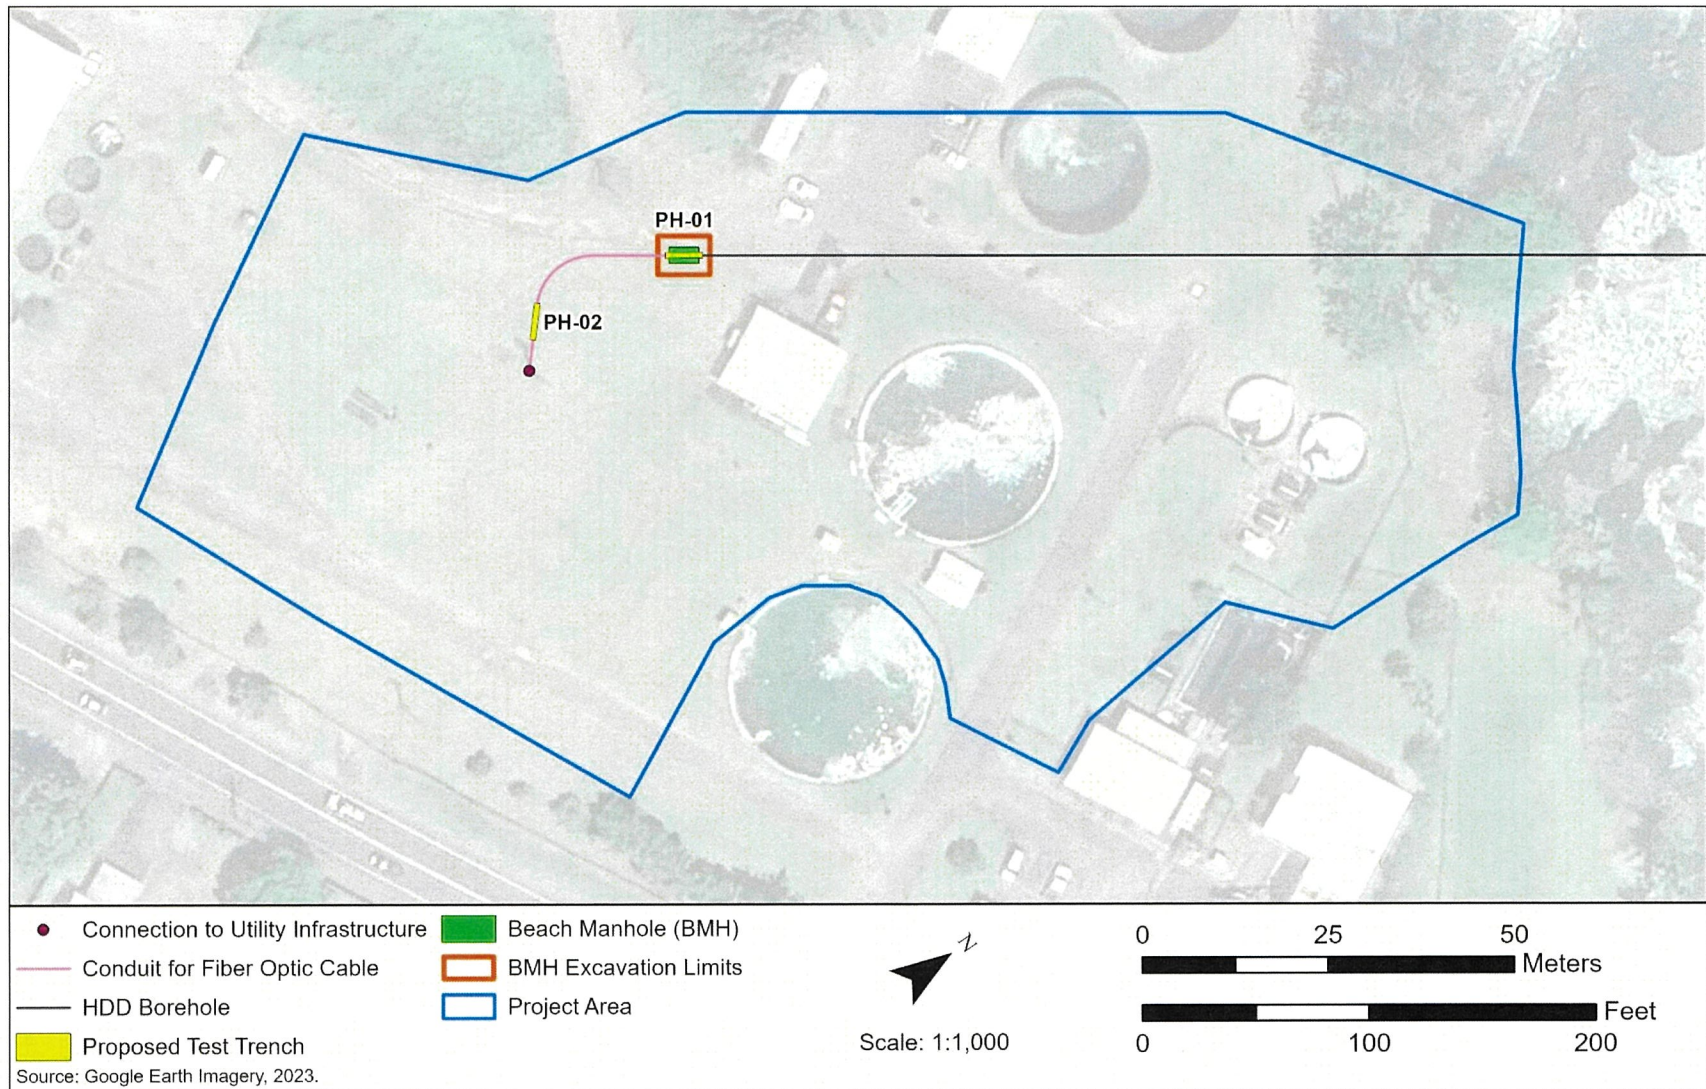 PH-01
PH-02
Connection to Utility Infrastructure
Conduit for Fiber Optic Cable
HDD Borehole
Proposed Test Trench
Source: Google Earth Imagery, 2023.
Beach Manhole (BMH)
BMH Excavation Limits
Project Area
N
Scale: 1:1,000
0 25 50
Meters
Feet
0 100 200